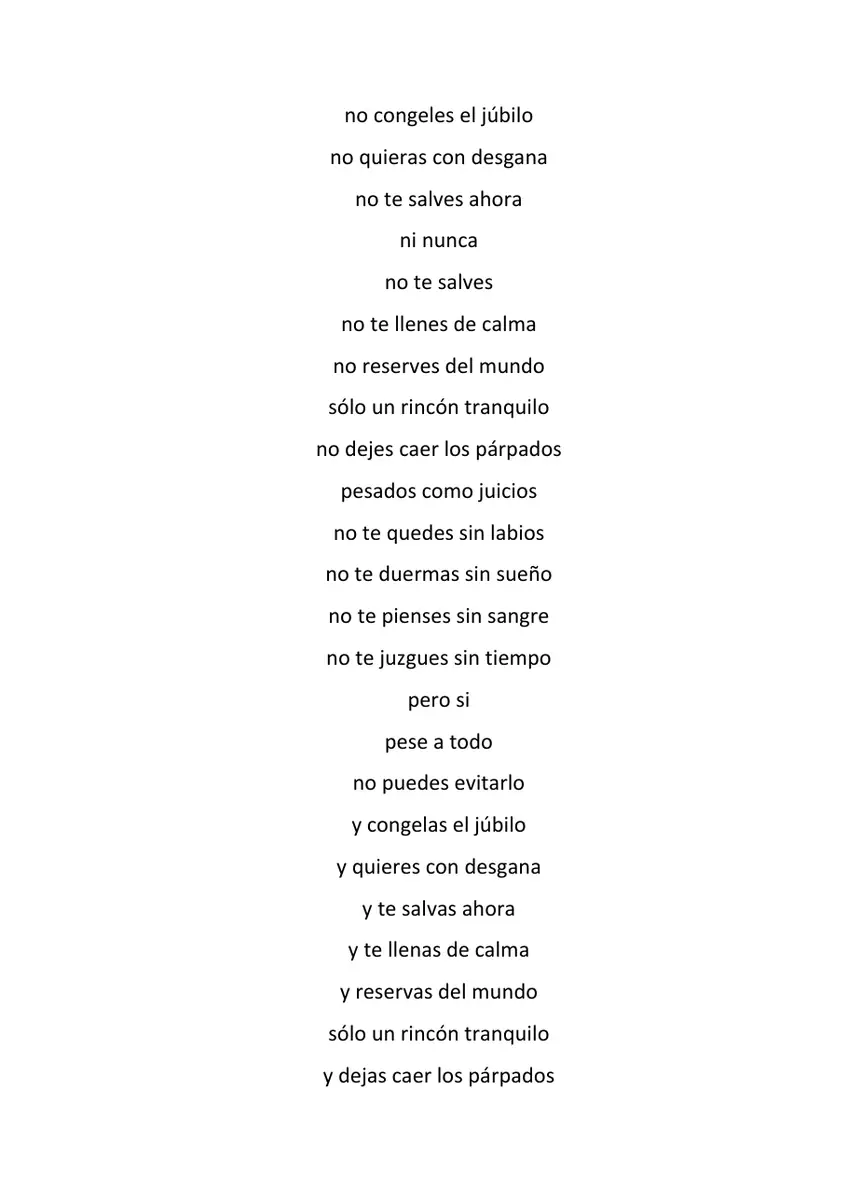 no congeles el júbilo
no quieras con desgana
no te salves ahora
ni nunca
no te salves
no te llenes de calma
no reserves del mundo
sólo un rincón tranquilo
no dejes caer los párpados
pesados como juicios
no te quedes sin labios
no te duermas sin sueño
no te pienses sin sangre
no te juzgues sin tiempo
pero si
pese a todo
no puedes evitarlo
y congelas el júbilo
y quieres con desgana
y te salvas ahora
y te llenas de calma
y reservas del mundo
sólo un rincón tranquilo
y dejas caer los párpados